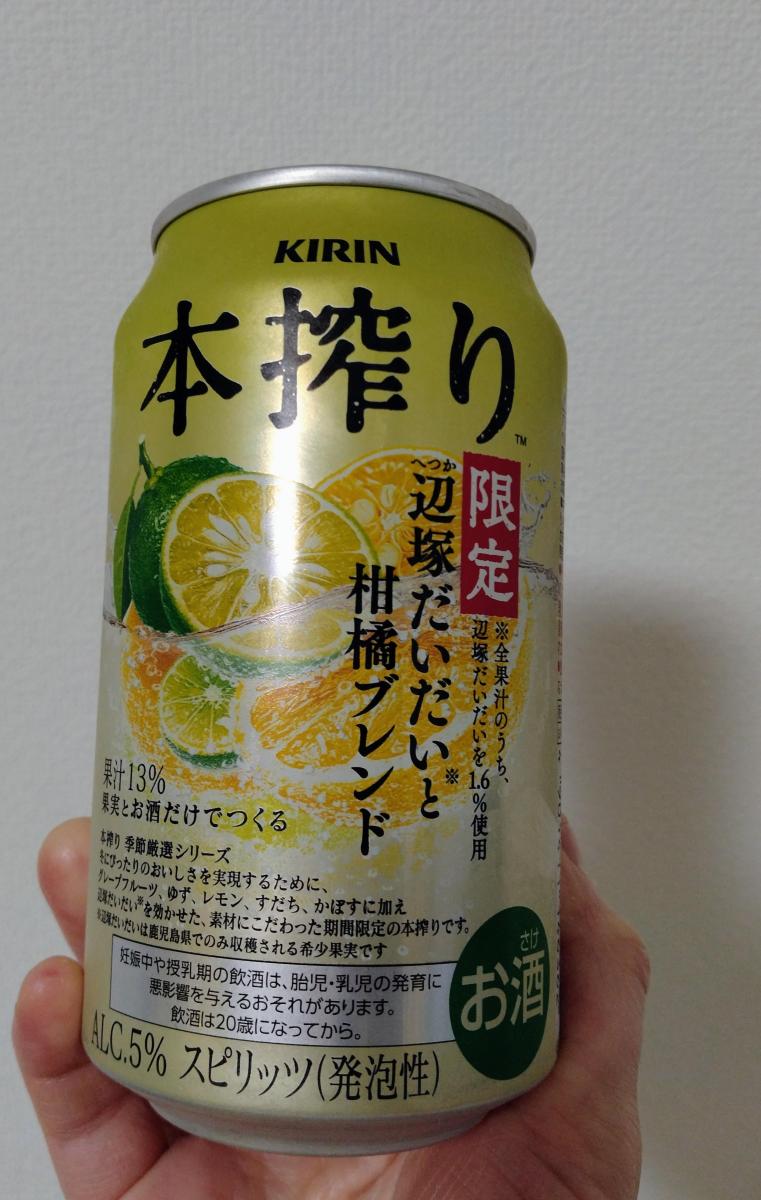 KIRIN
本搾り™
限定
へつか
辺塚だいだいと※
柑橘ブレンド
※全果汁のうち、
辺塚だいだいを1.6%使用
果汁13%
果実とお酒だけでつくる
本搾り 季節厳選シリーズ
冬にぴったりのおいしさを実現するために、
グレープフルーツ、ゆず、レモン、すだち、かぼすに加え
辺塚だいだい※を効かせた、素材にこだわった期間限定の本搾りです。
※辺塚だいだいは鹿児島県でのみ収穫される希少果実です
妊娠中や授乳期の飲酒は、胎児・乳児の発育に
悪影響を与えるおそれがあります。
飲酒は20歳になってから。
さけ
お酒
ALC.5% スピリッツ(発泡性)